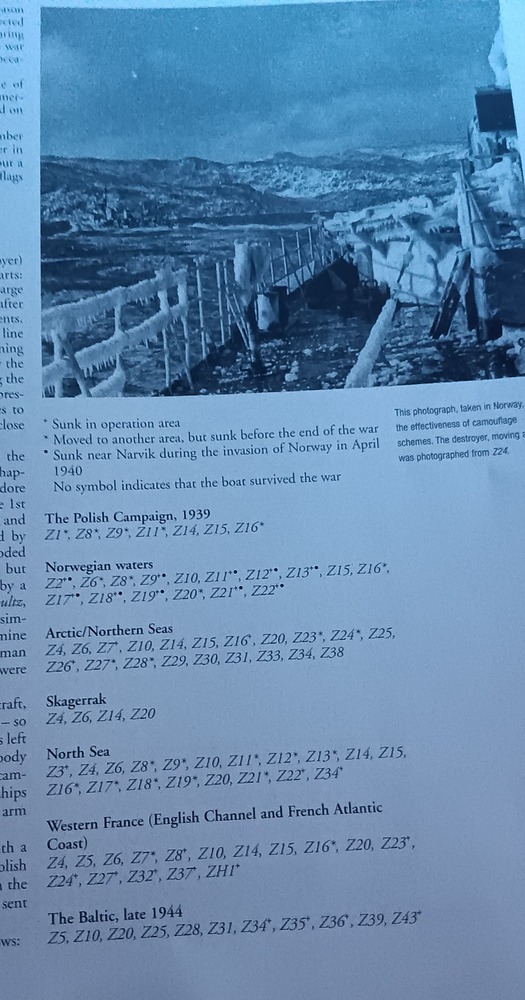 * Sunk in operation area
* Moved to another area, but sunk before the end of the war
• Sunk near Narvik during the invasion of Norway in April
1940
No symbol indicates that the boat survived the war
This photograph, taken in Norway,
the effectiveness of camouflage
schemes. The destroyer, moving
was photographed from Z24.
The Polish Campaign, 1939
Z1*, Z8*, Z9*, Z11*, Z14, Z15, Z16*
Norwegian waters
Z2**, Z6*, Z8*, Z9**, Z10, Z11**, Z12**, Z13**, Z15, Z16*,
Z17**, Z18**, Z19**, Z20*, Z21**, Z22**
Arctic/Northern Seas
Z4, Z6, Z7*, Z10, Z14, Z15, Z16*, Z20, Z23*, Z24*, Z25,
Z26*, Z27*, Z28*, Z29, Z30, Z31, Z33, Z34, Z38
Skagerrak
Z4, Z6, Z14, Z20
North Sea
Z3*, Z4, Z6, Z8*, Z9*, Z10, Z11*, Z12*, Z13*, Z14, Z15,
Z16*, Z17*, Z18*, Z19*, Z20, Z21*, Z22*, Z34*
Western France (English Channel and French Atlantic
Coast)
Z4, Z5, Z6, Z7*, Z8*, Z10, Z14, Z15, Z16*, Z20, Z23*,
Z24*, Z27*, Z32*, Z37*, ZH1*
The Baltic, late 1944
Z5, Z10, Z20, Z25, Z28, Z31, Z34*, Z35*, Z36*, Z39, Z43*